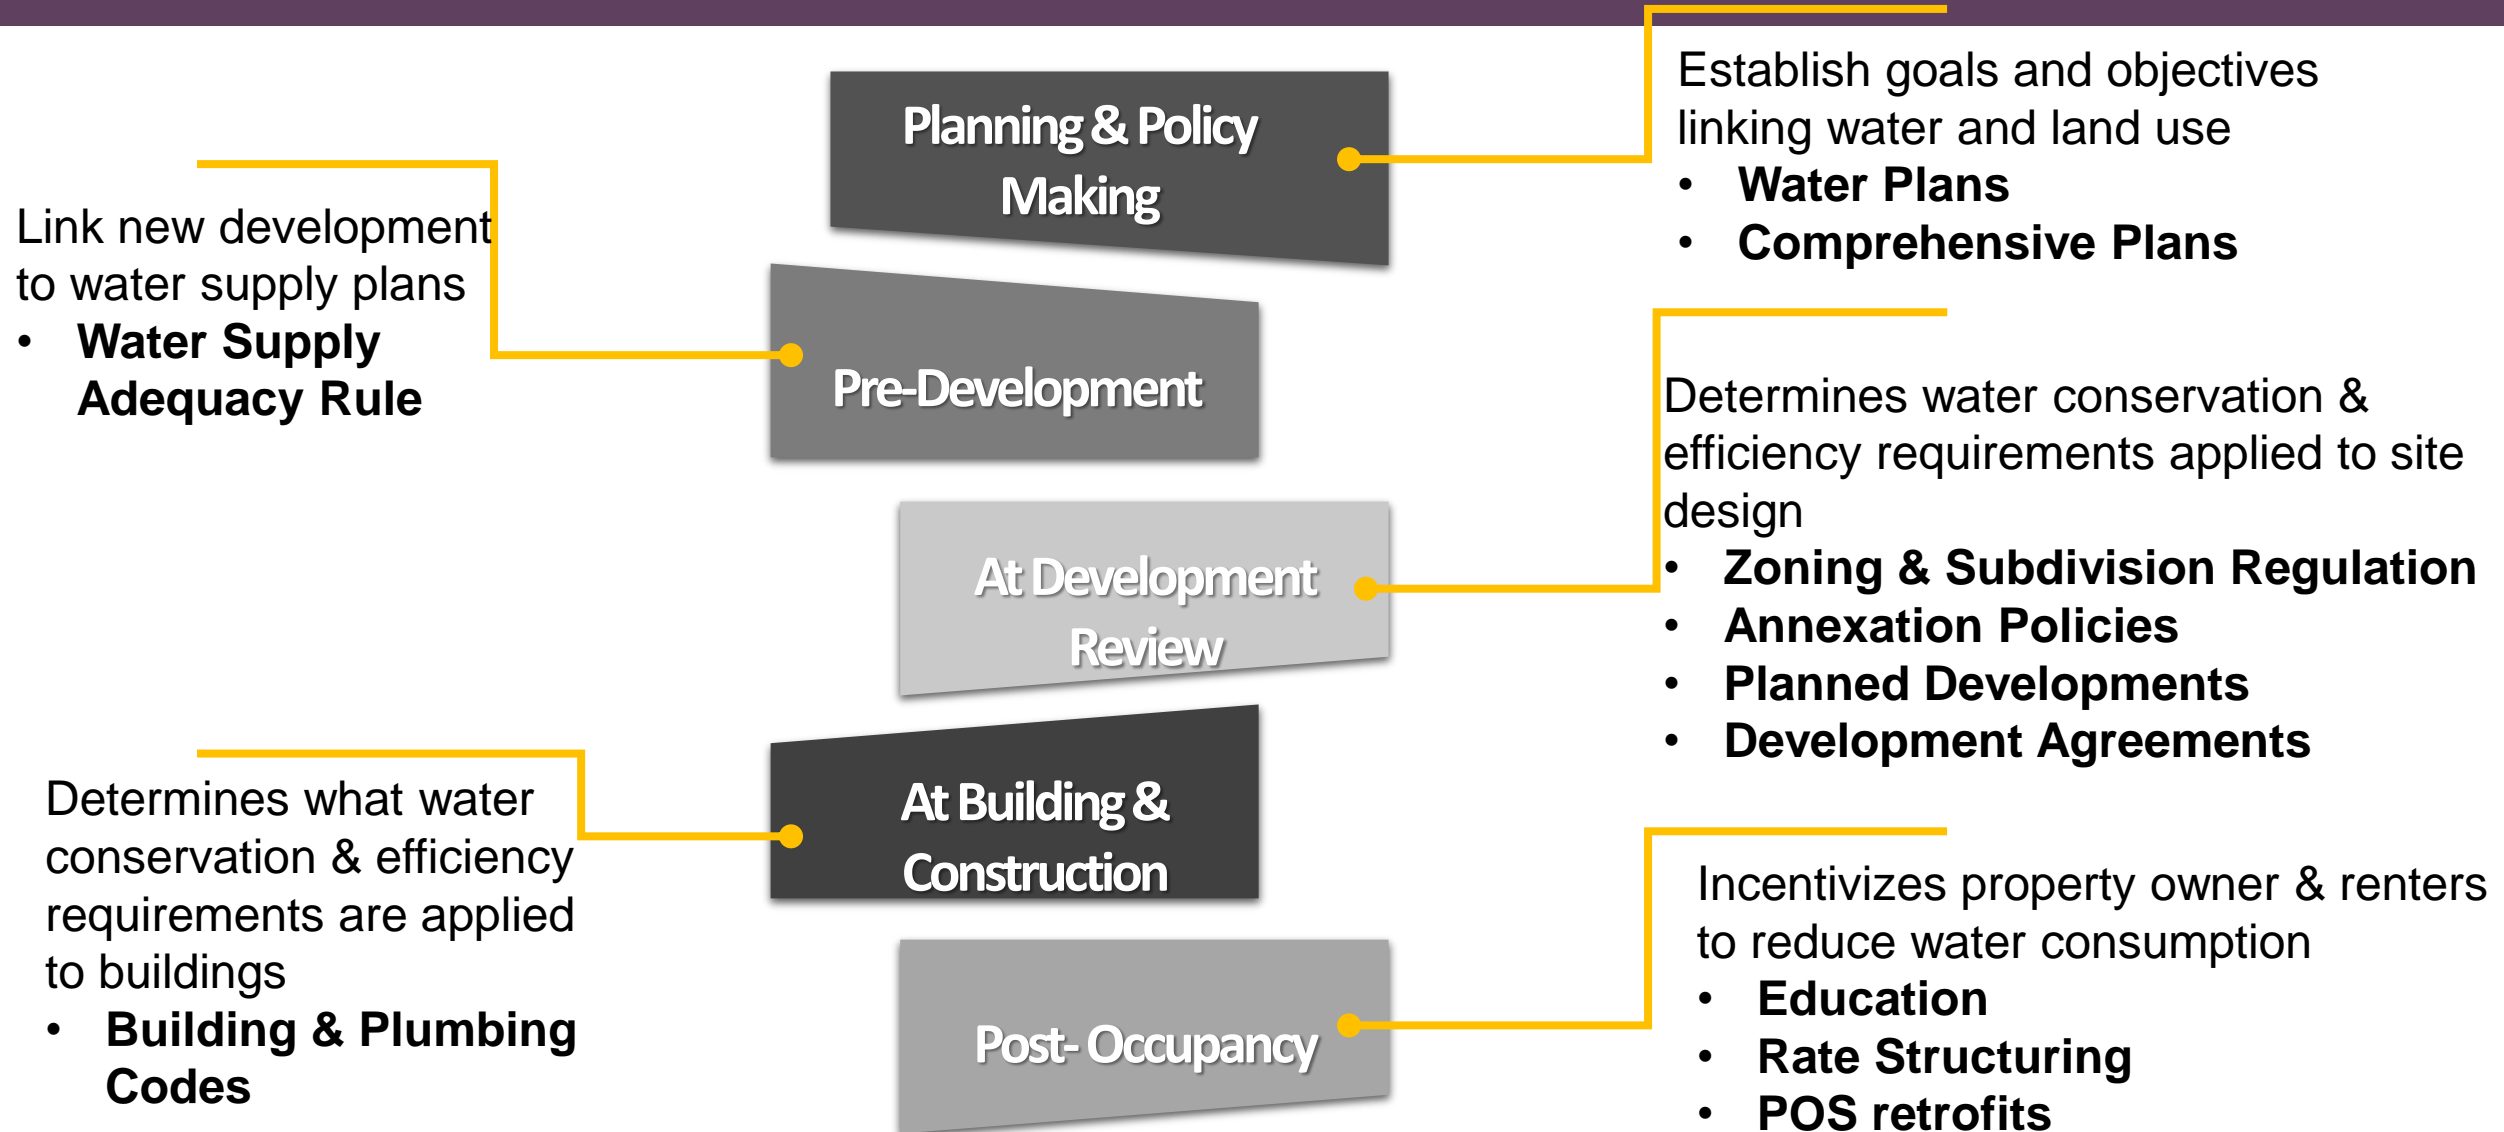 Planning & Policy
Making
Establish goals and objectives
linking water and land use
• Water Plans
• Comprehensive Plans
Link new development
to water supply plans
• Water Supply
Adequacy Rule
Pre-Development
At Development
Review
Determines water conservation &
efficiency requirements applied to site
design
• Zoning & Subdivision Regulation
• Annexation Policies
• Planned Developments
• Development Agreements
Determines what water
conservation & efficiency
requirements are applied
to buildings
• Building & Plumbing
Codes
At Building &
Construction
Post- Occupancy
Incentivizes property owner & renters
to reduce water consumption
• Education
• Rate Structuring
• POS retrofits